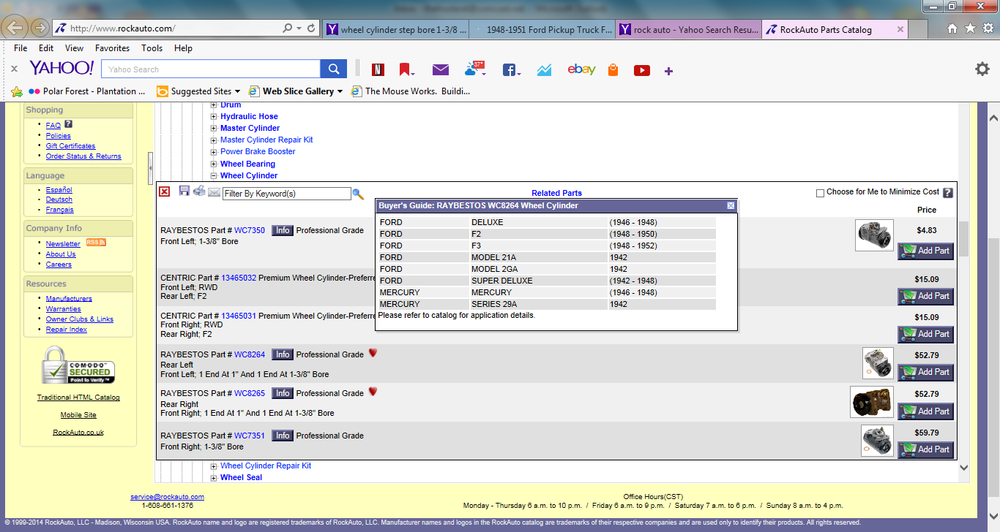 http://www.rockauto.com/
wheel cylinder step bore 1-3/8 ...
1948-1951 Ford Pickup Truck F...
rock auto - Yahoo Search Resu...
RockAuto Parts Catalog
File Edit View Favorites Tools Help
YAHOO!
Yahoo Search
N
37°
ebay
Polar Forest - Plantation ...
Suggested Sites
Web Slice Gallery
The Mouse Works. Buildi...
Shopping
FAQ ?
Policies
Gift Certificates
Order Status & Returns
Language
Español
Deutsch
Français
Company Info
Newsletter RSS
About Us
Careers
Resources
Manufacturers
Warranties
Owner Clubs & Links
Repair Index
COMODO
SECURED
Point to Verify™
Traditional HTML Catalog
Mobile Site
RockAuto.co.uk
Drum
Hydraulic Hose
Master Cylinder
Master Cylinder Repair Kit
Power Brake Booster
Wheel Bearing
Wheel Cylinder
Filter By Keyword(s)
Related Parts
Choose for Me to Minimize Cost ?
Price
Buyer's Guide: RAYBESTOS WC8264 Wheel Cylinder
FORD DELUXE (1946 - 1948)
FORD F2 (1948 - 1950)
FORD F3 (1948 - 1952)
FORD MODEL 21A 1942
FORD MODEL 2GA 1942
FORD SUPER DELUXE (1942 - 1948)
MERCURY MERCURY (1946 - 1948)
MERCURY SERIES 29A 1942
Please refer to catalog for application details.
RAYBESTOS Part # WC7350 Info Professional Grade
Front Left; 1-3/8" Bore
$4.83
Add Part
CENTRIC Part # 13465032 Premium Wheel Cylinder-Preferre
Front Left; RWD
Rear Left; F2
$15.09
Add Part
CENTRIC Part # 13465031 Premium Wheel Cylinder-Preferre
Front Right; RWD
Rear Right; F2
$15.09
Add Part
RAYBESTOS Part # WC8264 Info Professional Grade
Rear Left
Front Left; 1 End At 1" And 1 End At 1-3/8" Bore
$52.79
Add Part
RAYBESTOS Part # WC8265 Info Professional Grade
Rear Right
Front Right; 1 End At 1" And 1 End At 1-3/8" Bore
$52.79
Add Part
RAYBESTOS Part # WC7351 Info Professional Grade
Front Right; 1-3/8" Bore
$59.79
Add Part
Wheel Cylinder Repair Kit
Wheel Seal
service@rockauto.com
1-608-661-1376
Office Hours(CST)
Monday - Thursday 6 a.m. to 10 p.m. / Friday 6 a.m. to 9 p.m. / Saturday 7 a.m. to 6 p.m. / Sunday 8 a.m. to 4 p.m.
© 1999-2014 RockAuto, LLC - Madison, Wisconsin USA. RockAuto name and logo are registered trademarks of RockAuto, LLC. Manufacturer names and logos in the RockAuto catalog are trademarks of their respective companies and are used only to identify their products. All rights reserved.